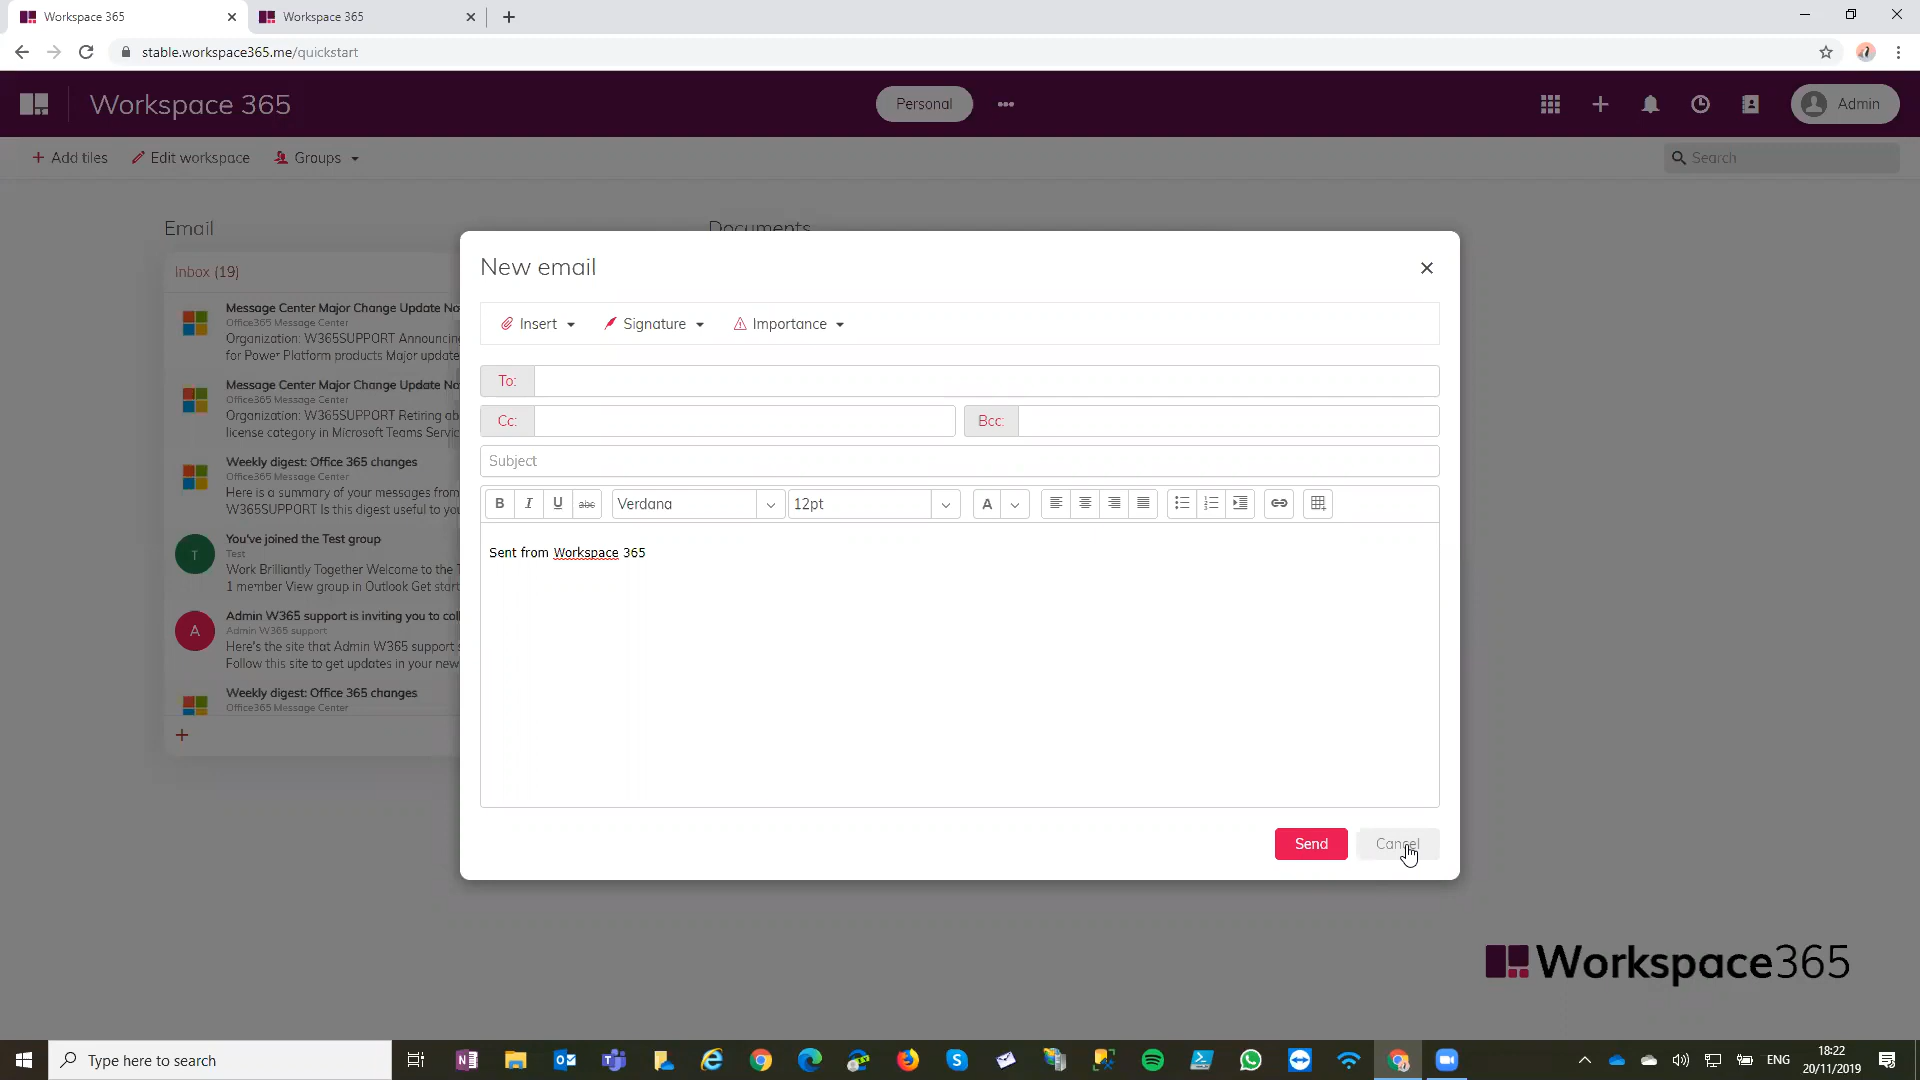 Workspace 365
Workspace 365
stable.workspace365.me/quickstart
Workspace 365
Personal
Admin
Add tiles
Edit workspace
Groups
Search
Email
Documents
Inbox (19)
Message Center Major Change Update No
Office365 Message Center
Organization: W365SUPPORT Announcin
for Power Platform products Major update
Message Center Major Change Update No
Office365 Message Center
Organization: W365SUPPORT Retiring ab
license category in Microsoft Teams Servic
Weekly digest: Office 365 changes
Office365 Message Center
Here is a summary of your messages from
W365SUPPORT Is this digest useful to you
T
You've joined the Test group
Test
Work Brilliantly Together Welcome to the T
1 member View group in Outlook Get start
A
Admin W365 support is inviting you to col
Admin W365 support
Here's the site that Admin W365 support s
Follow this site to get updates in your new
Weekly digest: Office 365 changes
Office365 Message Center
New email
Insert
Signature
Importance
To:
Cc:
Bcc:
Subject
B I U abc Verdana 12pt A
Sent from Workspace 365
Send
Cancel
Workspace365
Type here to search
ENG
18:22
20/11/2019